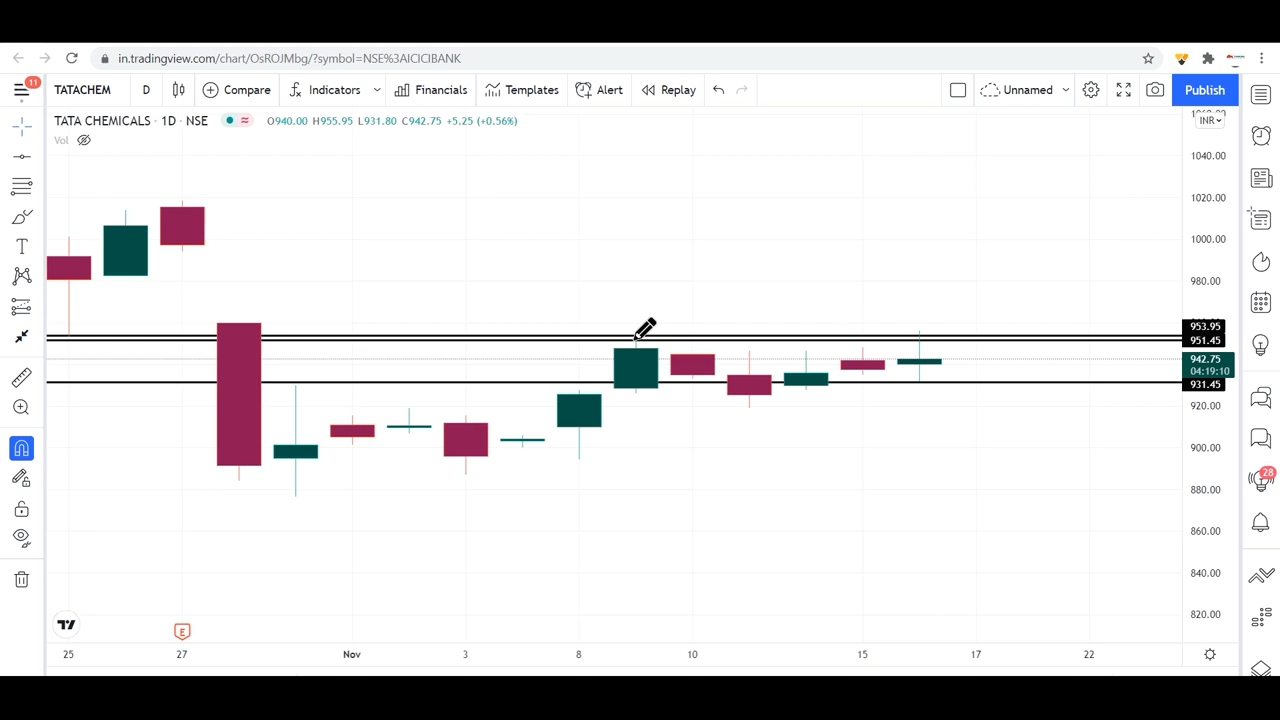 in.tradingview.com/chart/OsROJMbg/?symbol=NSE%3AICICIBANK
11
TATACHEM D Compare Indicators Financials Templates Alert Replay Unnamed Publish
TATA CHEMICALS · 1D · NSE O940.00 H955.95 L931.80 C942.75 +5.25 (+0.56%)
INR
Vol
1040.00
1020.00
1000.00
980.00
953.95
951.45
942.75
04:19:10
931.45
920.00
900.00
880.00
28
860.00
840.00
820.00
E
25 27 Nov 3 8 10 15 17 22